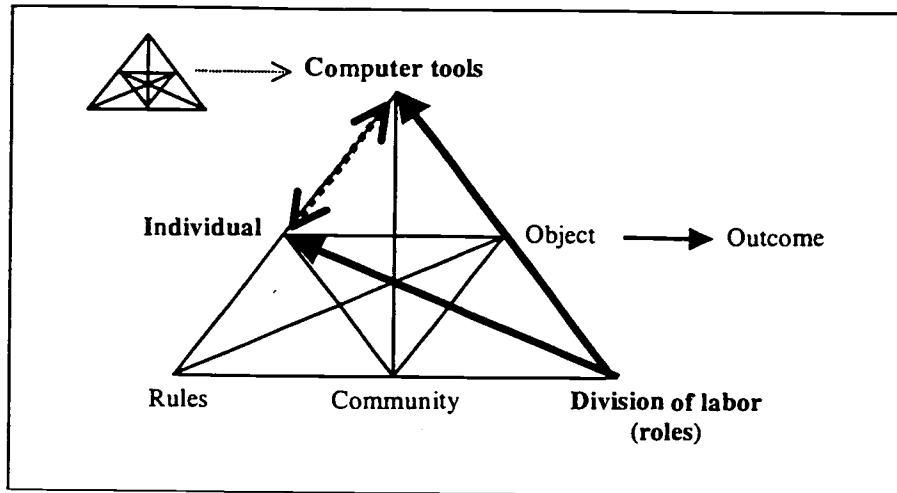 Computer tools
Individual
Object
Outcome
Rules
Community
Division of labor
(roles)